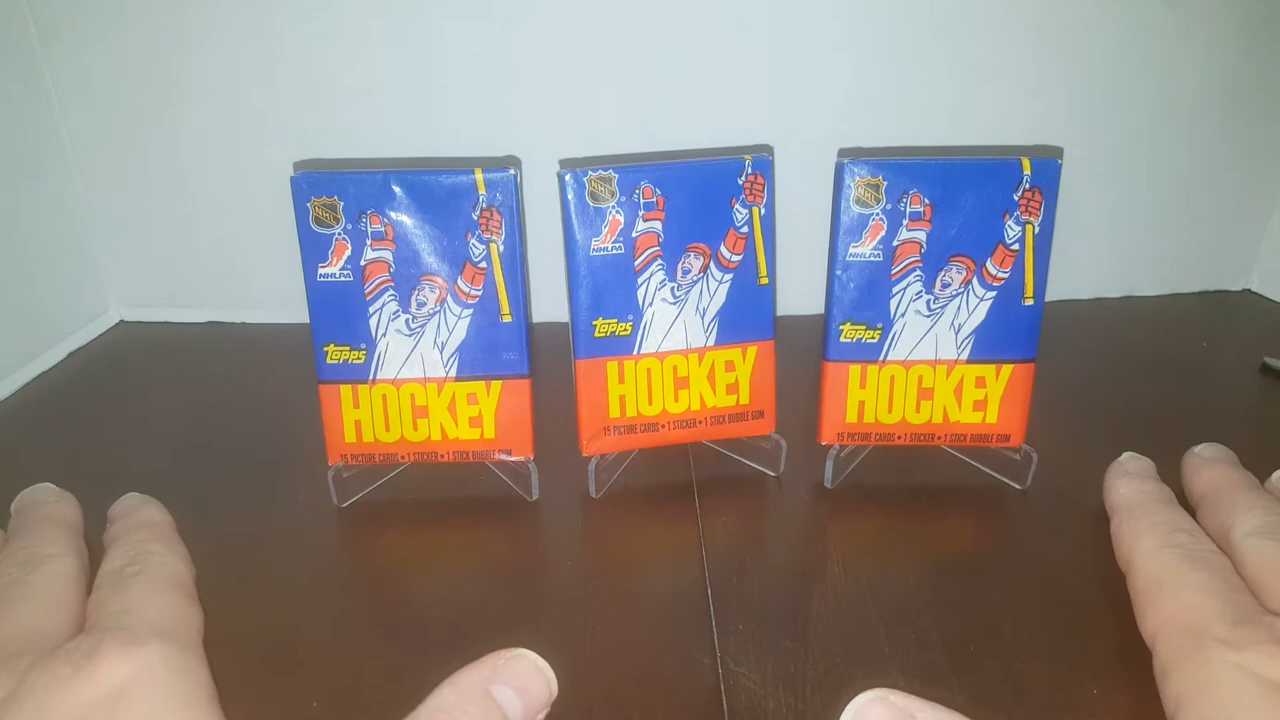 NHL
NHLPA
Topps
HOCKEY
15 PICTURE CARDS • 1 STICKER • 1 STICK BUBBLE GUM
NHL
NHLPA
Topps
HOCKEY
15 PICTURE CARDS • 1 STICKER • 1 STICK BUBBLE GUM
NHL
NHLPA
Topps
HOCKEY
15 PICTURE CARDS • 1 STICKER • 1 STICK BUBBLE GUM